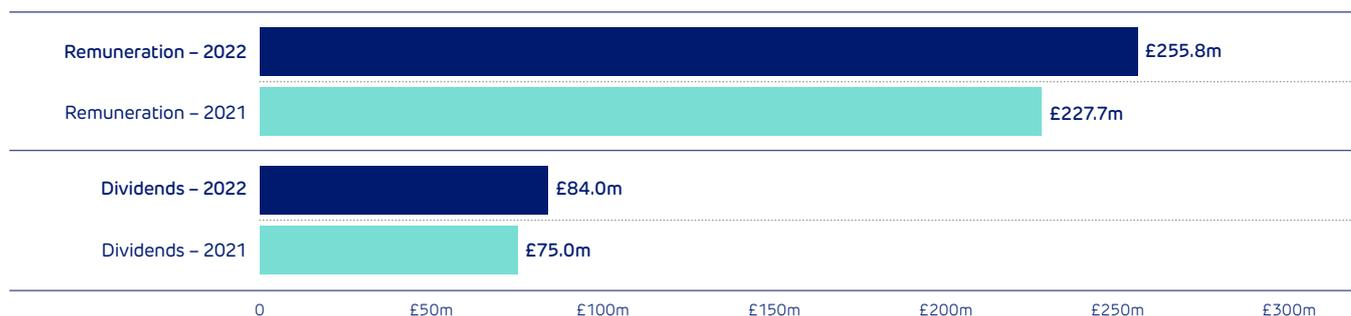 Remuneration – 2022 £255.8m
Remuneration – 2021 £227.7m
Dividends – 2022 £84.0m
Dividends – 2021 £75.0m
0 £50m £100m £150m £200m £250m £300m